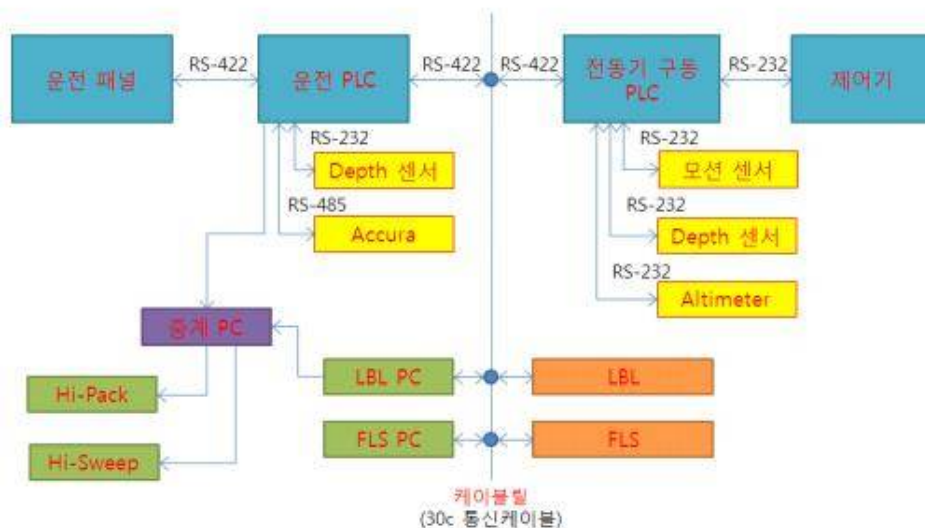 운전 패널
RS-422
운전 PLC
RS-422
RS-422
전동기 구동
PLC
RS-232
제어기
RS-232
Depth 센서
RS-485
Accura
RS-232
모션 센서
RS-232
Depth 센서
RS-232
Altimeter
중계 PC
LBL PC
LBL
Hi-Pack
FLS PC
FLS
Hi-Sweep
케이블릴
(30c 통신케이블)